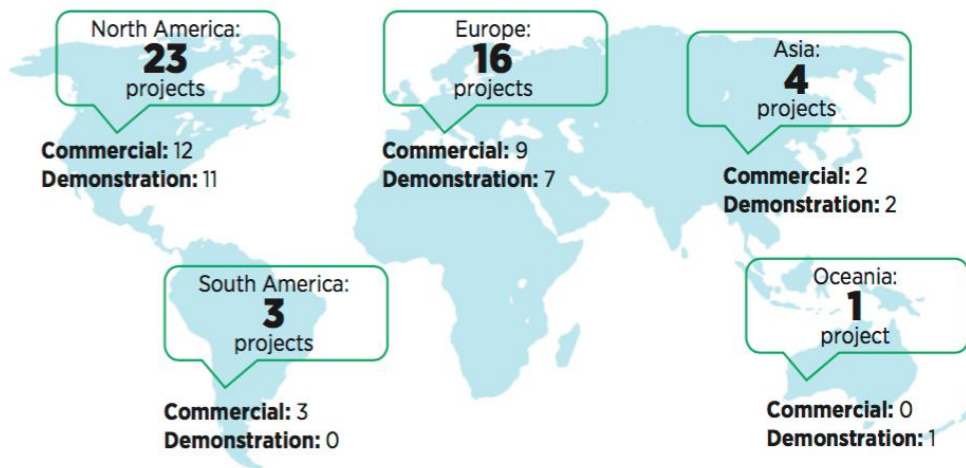 North America:
23
projects
Commercial: 12
Demonstration: 11
Europe:
16
projects
Commercial: 9
Demonstration: 7
Asia:
4
projects
Commercial: 2
Demonstration: 2
South America:
3
projects
Commercial: 3
Demonstration: 0
Oceania:
1
project
Commercial: 0
Demonstration: 1